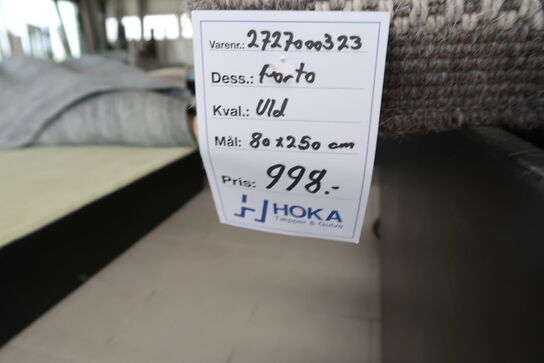 Varenr.: 2727000323
Dess.: Porto
Kval.: Uld
Mål: 80x250 cm
Pris: 998.-
HOKA
Tæpper & Gulve